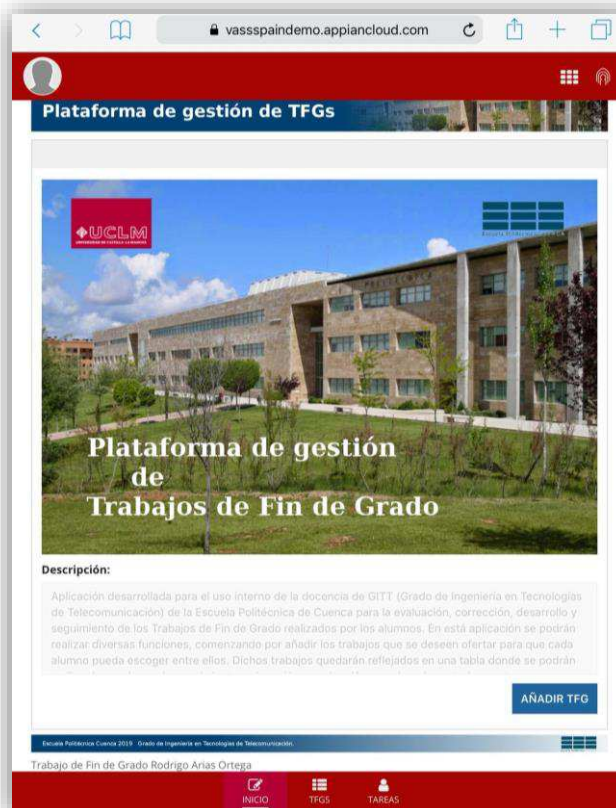 vassspaindemo.appiancloud.com
Plataforma de gestión de TFGs
UCLM
UNIVERSIDAD DE CASTILLA-LA MANCHA
POLITECNICA
Plataforma de gestión
de
Trabajos de Fin de Grado
Descripción:
Aplicación desarrollada para el uso interno de la docencia de GITT (Grado de Ingeniería en Tecnologías
de Telecomunicación) de la Escuela Politécnica de Cuenca para la evaluación, corrección, desarrollo y
seguimiento de los Trabajos de Fin de Grado realizados por los alumnos. En está aplicación se podrán
realizar diversas funciones, comenzando por añadir los trabajos que se deseen ofertar para que cada
alumno pueda escoger entre ellos. Dichos trabajos quedarán reflejados en una tabla donde se podrán
AÑADIR TFG
Escuela Politécnica Cuenca 2019 Grado de Ingeniería en Tecnologías de Telecomunicación.
Trabajo de Fin de Grado Rodrigo Arias Ortega
INICIO TFGS TAREAS